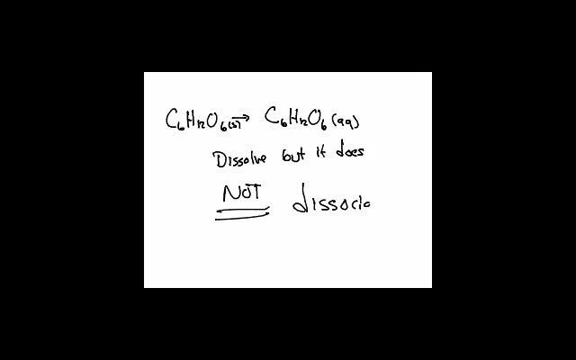 C₆H₁₂O₆(s) → C₆H₁₂O₆(aq)
Dissolve but it does
NOT dissocia